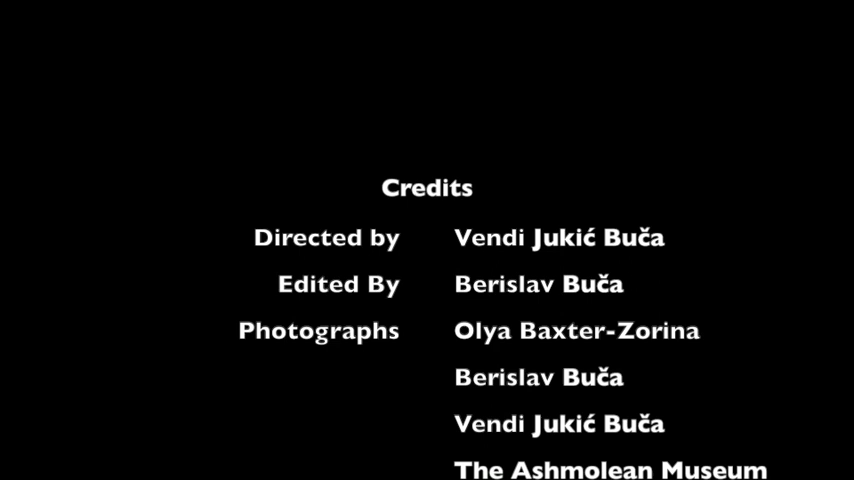 Credits
Directed by Vendi Jukić Buča
Edited By Berislav Buča
Photographs Olya Baxter-Zorina
Berislav Buča
Vendi Jukić Buča
The Ashmolean Museum